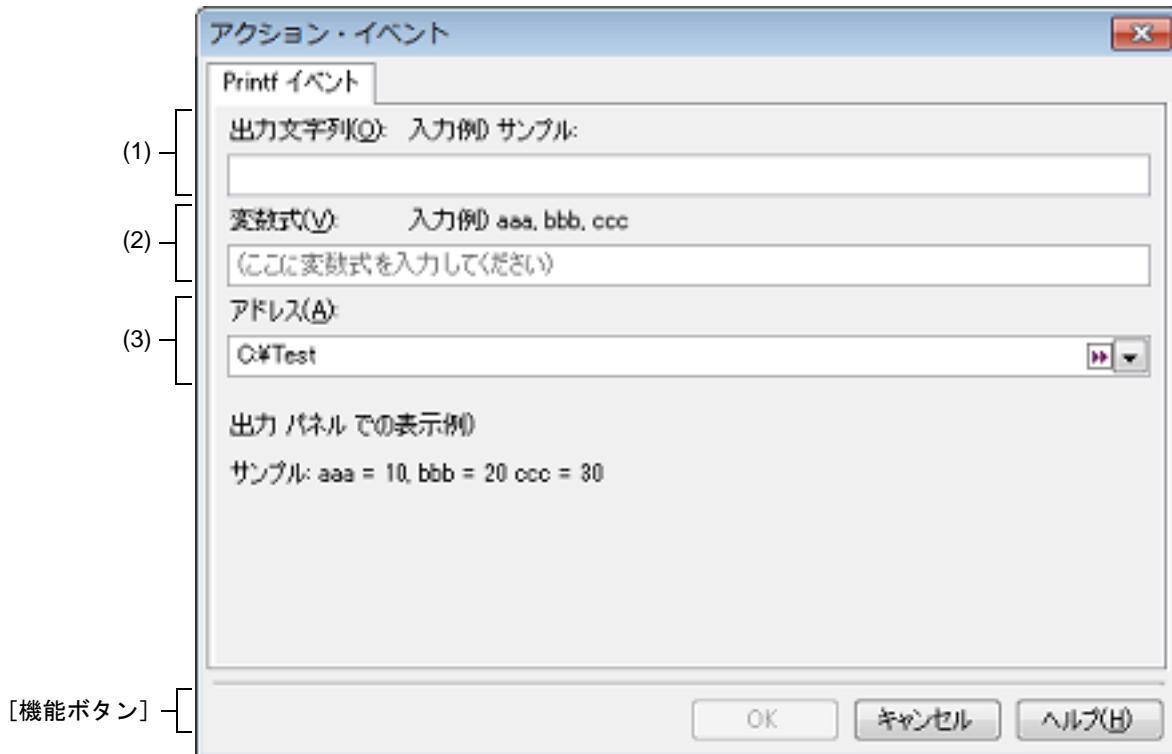 アクション・イベント
Printf イベント
(1)
出力文字列(O): 入力例) サンプル:
(2)
変数式(V): 入力例) aaa, bbb, ccc
(ここに変数式を入力してください)
(3)
アドレス(A):
C:¥Test
出力 パネル での表示例)
サンプル: aaa = 10, bbb = 20 ccc = 30
[機能ボタン]
OK キャンセル ヘルプ(H)